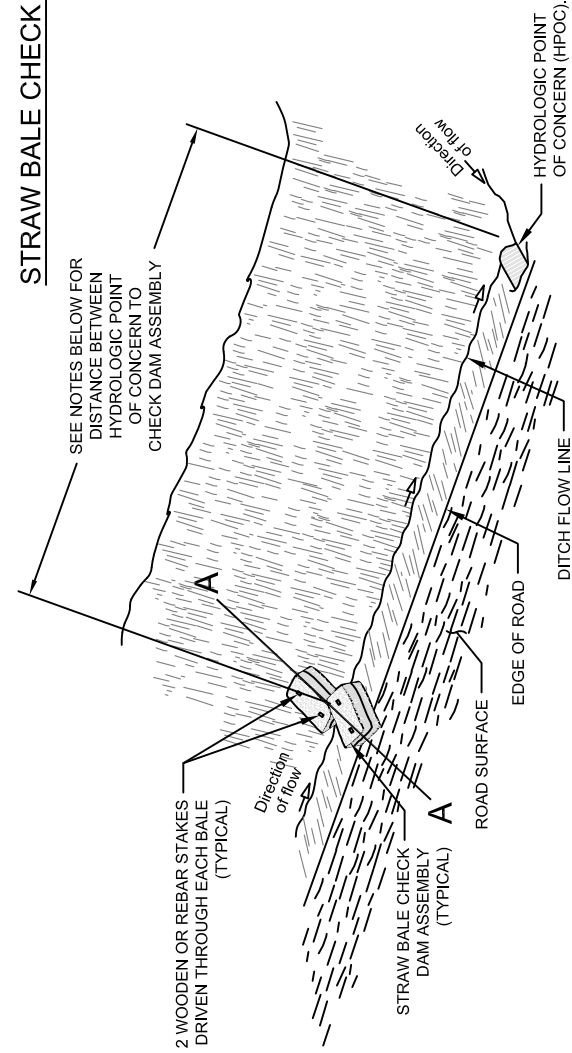 STRAW BALE CHECK
SEE NOTES BELOW FOR
DISTANCE BETWEEN
HYDROLOGIC POINT
OF CONCERN TO
CHECK DAM ASSEMBLY
2 WOODEN OR REBAR STAKES
DRIVEN THROUGH EACH BALE
(TYPICAL)
A
Direction
of flow
Direction
of flow
HYDROLOGIC POINT
OF CONCERN (HPOC).
STRAW BALE CHECK
DAM ASSEMBLY
(TYPICAL)
A
ROAD SURFACE
EDGE OF ROAD
DITCH FLOW LINE